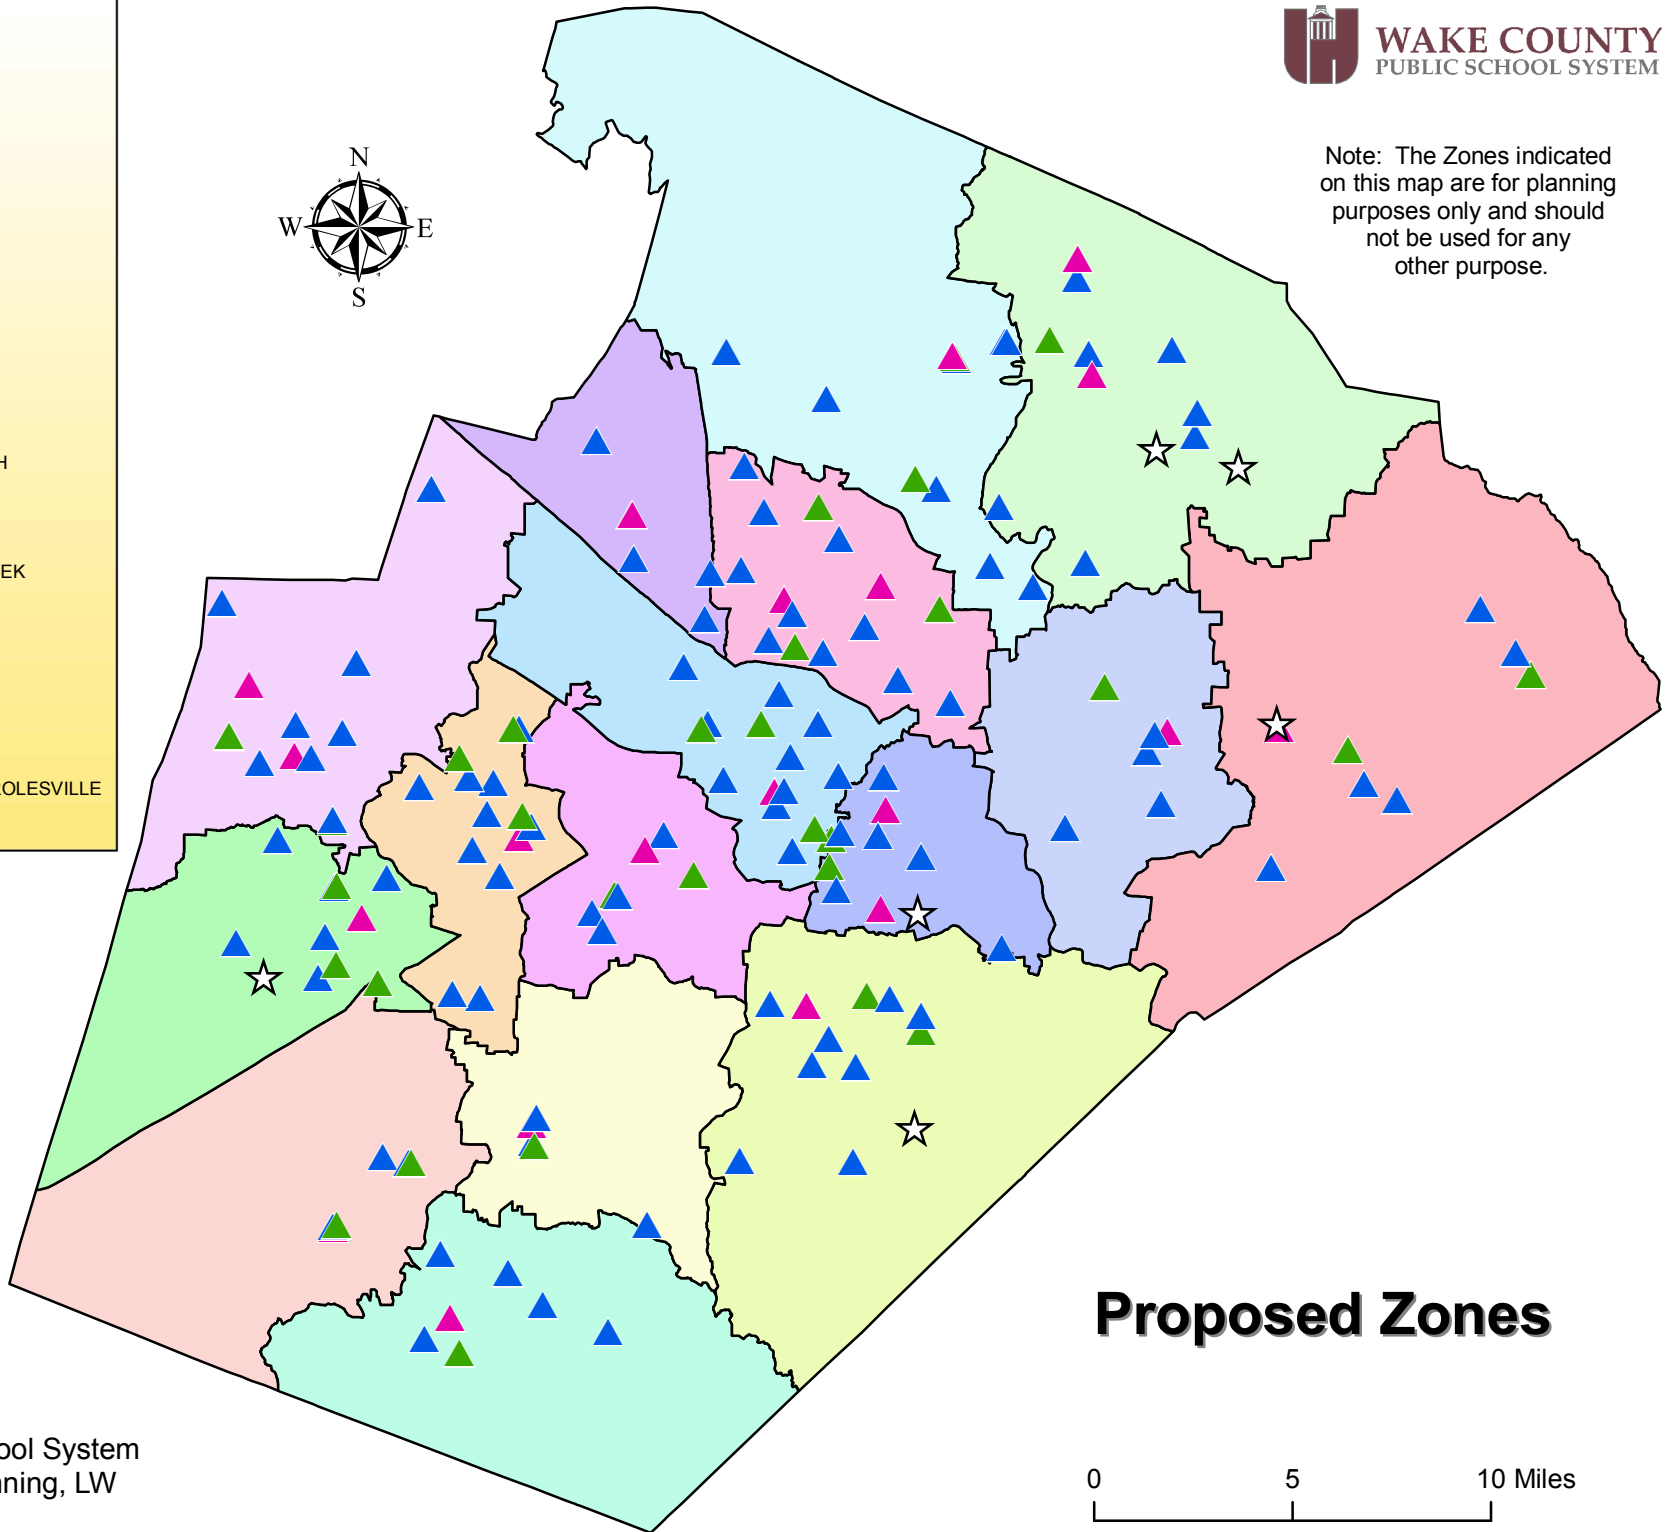 WAKE COUNTY
PUBLIC SCHOOL SYSTEM
Note: The Zones indicated
on this map are for planning
purposes only and should
not be used for any
other purpose.
N
W
E
S
H
EK
OLESVILLE
Proposed Zones
ool System
nning, LW
0
5
10 Miles